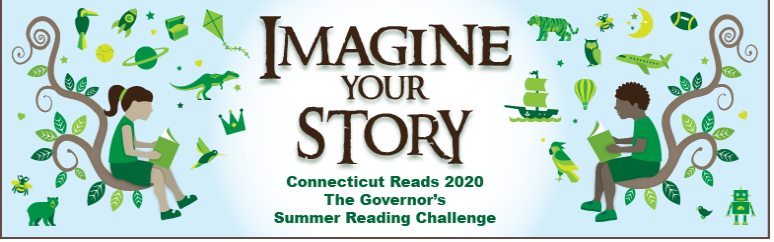 IMAGINE
YOUR
STORY
Connecticut Reads 2020
The Governor's
Summer Reading Challenge